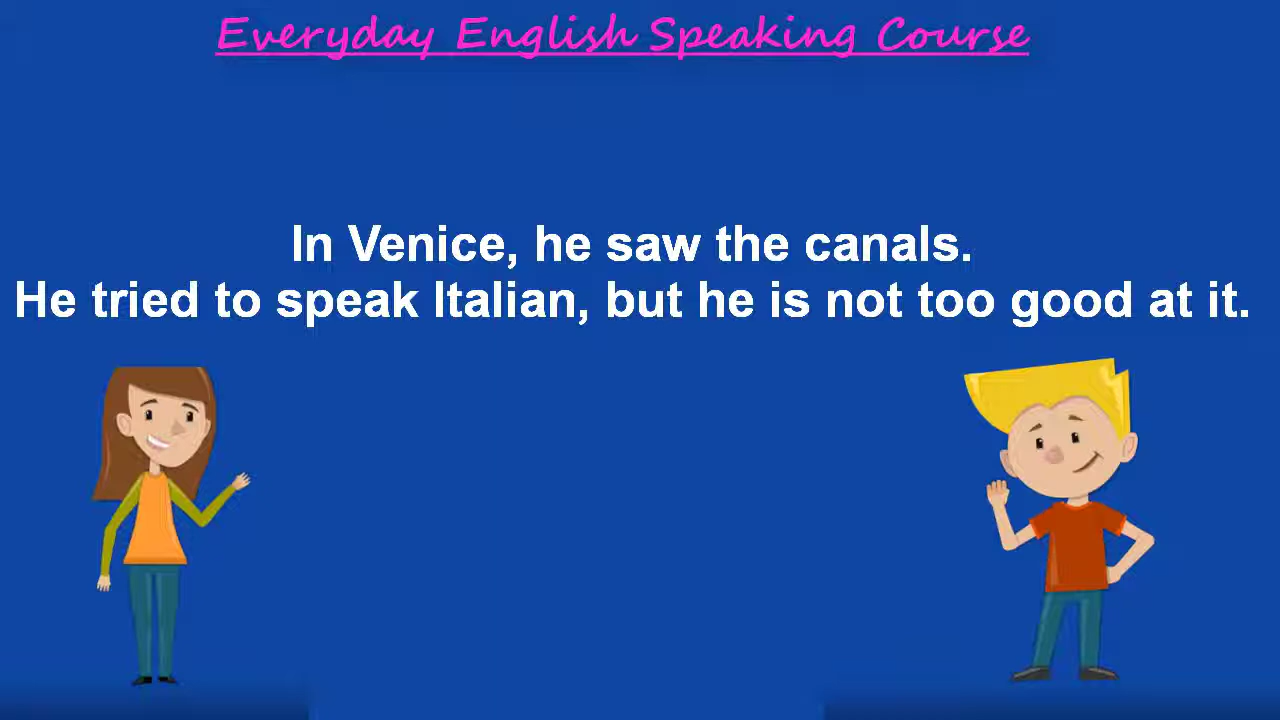 Everyday English Speaking Course
In Venice, he saw the canals.
He tried to speak Italian, but he is not too good at it.